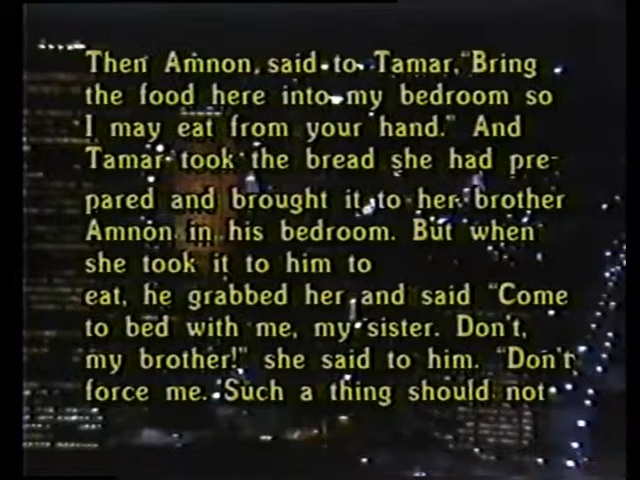 Then Amnon, said to Tamar, "Bring
the food here into my bedroom so
I may eat from your hand." And
Tamar took the bread she had pre-
pared and brought it to her brother
Amnon in his bedroom. But when
she took it to him to
eat, he grabbed her and said "Come
to bed with me, my sister. Don't,
my brother!" she said to him. "Don't
force me. Such a thing should not